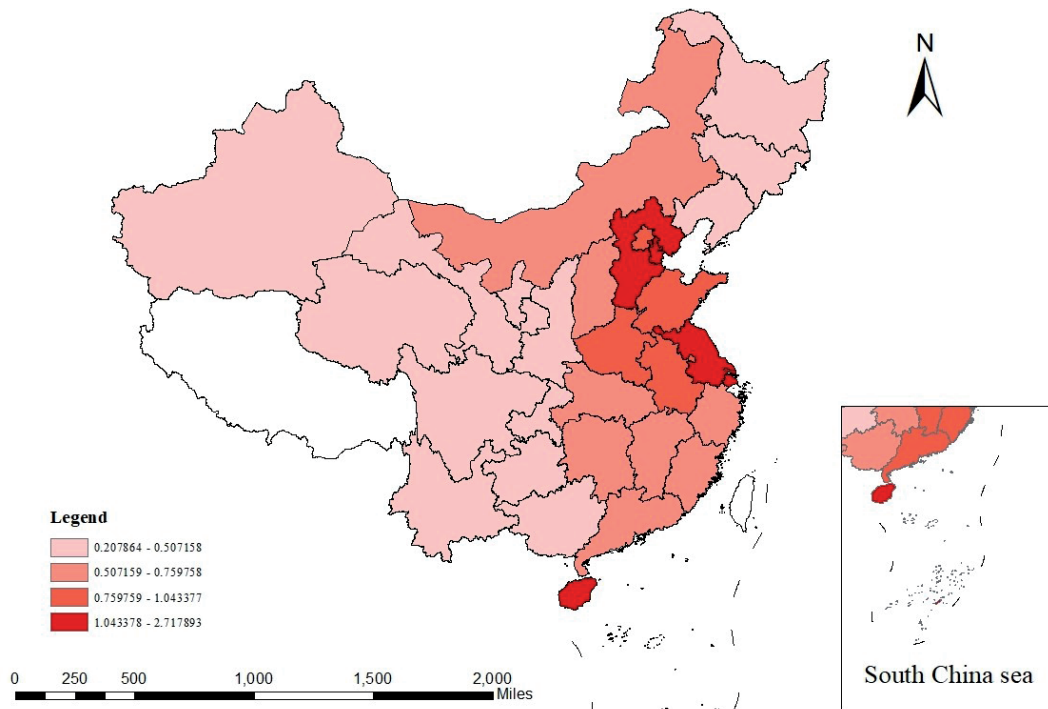 N
Legend
0.207864 - 0.507158
0.507159 - 0.759758
0.759759 - 1.043377
1.043378 - 2.717893
0 250 500 1,000 1,500 2,000
Miles
South China sea